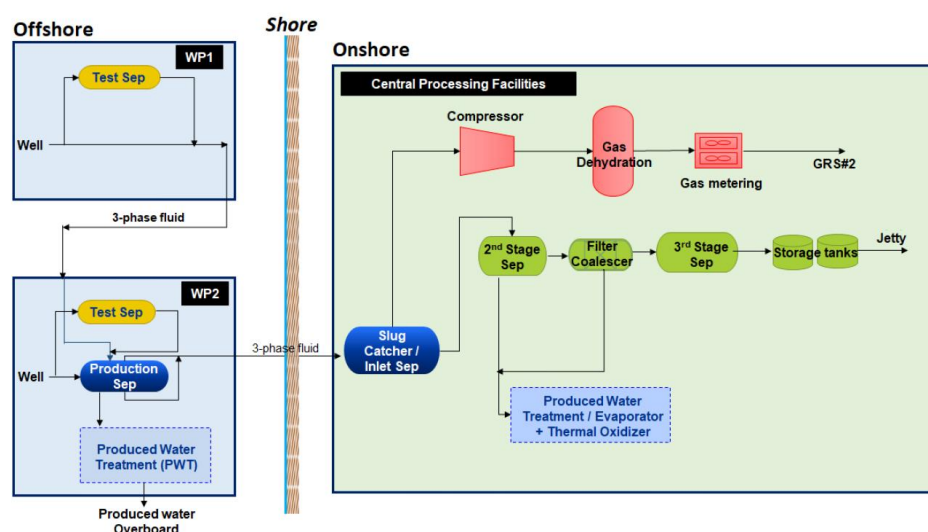 Offshore
WP1
Test Sep
Well
3-phase fluid
WP2
Test Sep
Well
Production
Sep
Produced Water
Treatment (PWT)
Produced water
Overboard
Shore
3-phase fluid
Onshore
Central Processing Facilities
Compressor
Gas
Dehydration
Gas metering
GRS#2
2nd Stage
Sep
Filter
Coalescer
3rd Stage
Sep
Storage tanks
Jetty
Slug
Catcher /
Inlet Sep
Produced Water
Treatment / Evaporator
+ Thermal Oxidizer